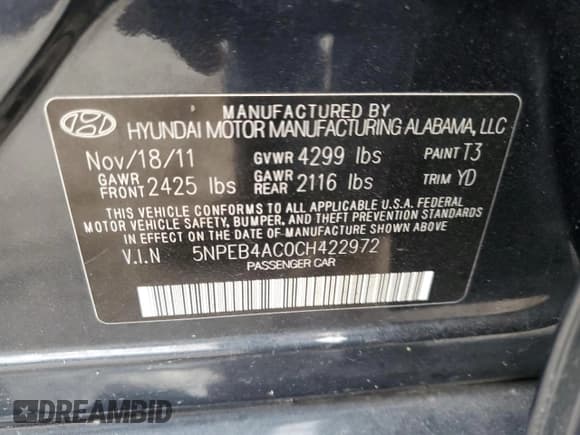 MANUFACTURED BY
HYUNDAI MOTOR MANUFACTURING ALABAMA, LLC
Nov/18/11 GVWR 4299 lbs PAINT T3
GAWR FRONT 2425 lbs GAWR REAR 2116 lbs TRIM YD
THIS VEHICLE CONFORMS TO ALL APPLICABLE U.S.A. FEDERAL
MOTOR VEHICLE SAFETY, BUMPER, AND THEFT PREVENTION STANDARDS
IN EFFECT ON THE DATE OF MANUFACTURE SHOWN ABOVE.
V.I.N 5NPEB4AC0CH422972
PASSENGER CAR
DREAMBID